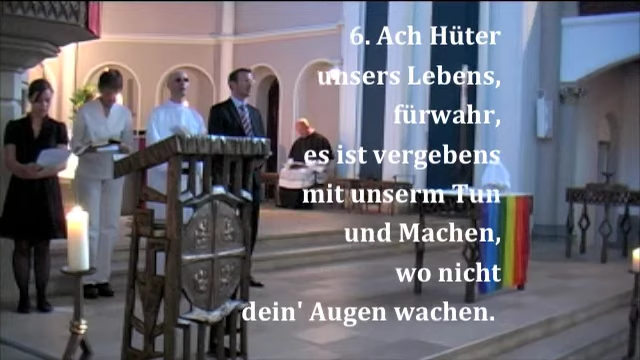 6. Ach Hüter
unsers Lebens,
fürwahr,
es ist vergebens
mit unserm Tun
und Machen,
wo nicht
dein' Augen wachen.